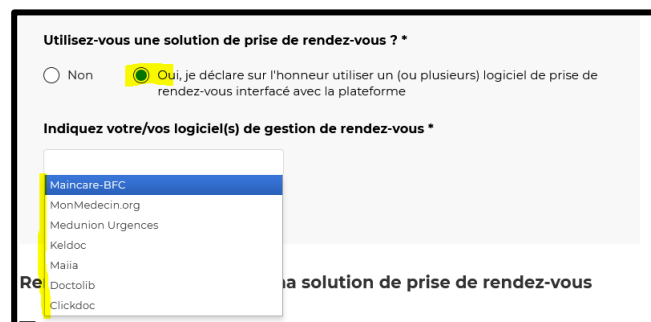 Utilisez-vous une solution de prise de rendez-vous ? *
Non
Oui, je déclare sur l'honneur utiliser un (ou plusieurs) logiciel de prise de
rendez-vous interfacé avec la plateforme
Indiquez votre/vos logiciel(s) de gestion de rendez-vous *
Maincare-BFC
MonMedecin.org
Medunion Urgences
Keldoc
Maiia
Doctolib
Clickdoc
a solution de prise de rendez-vous